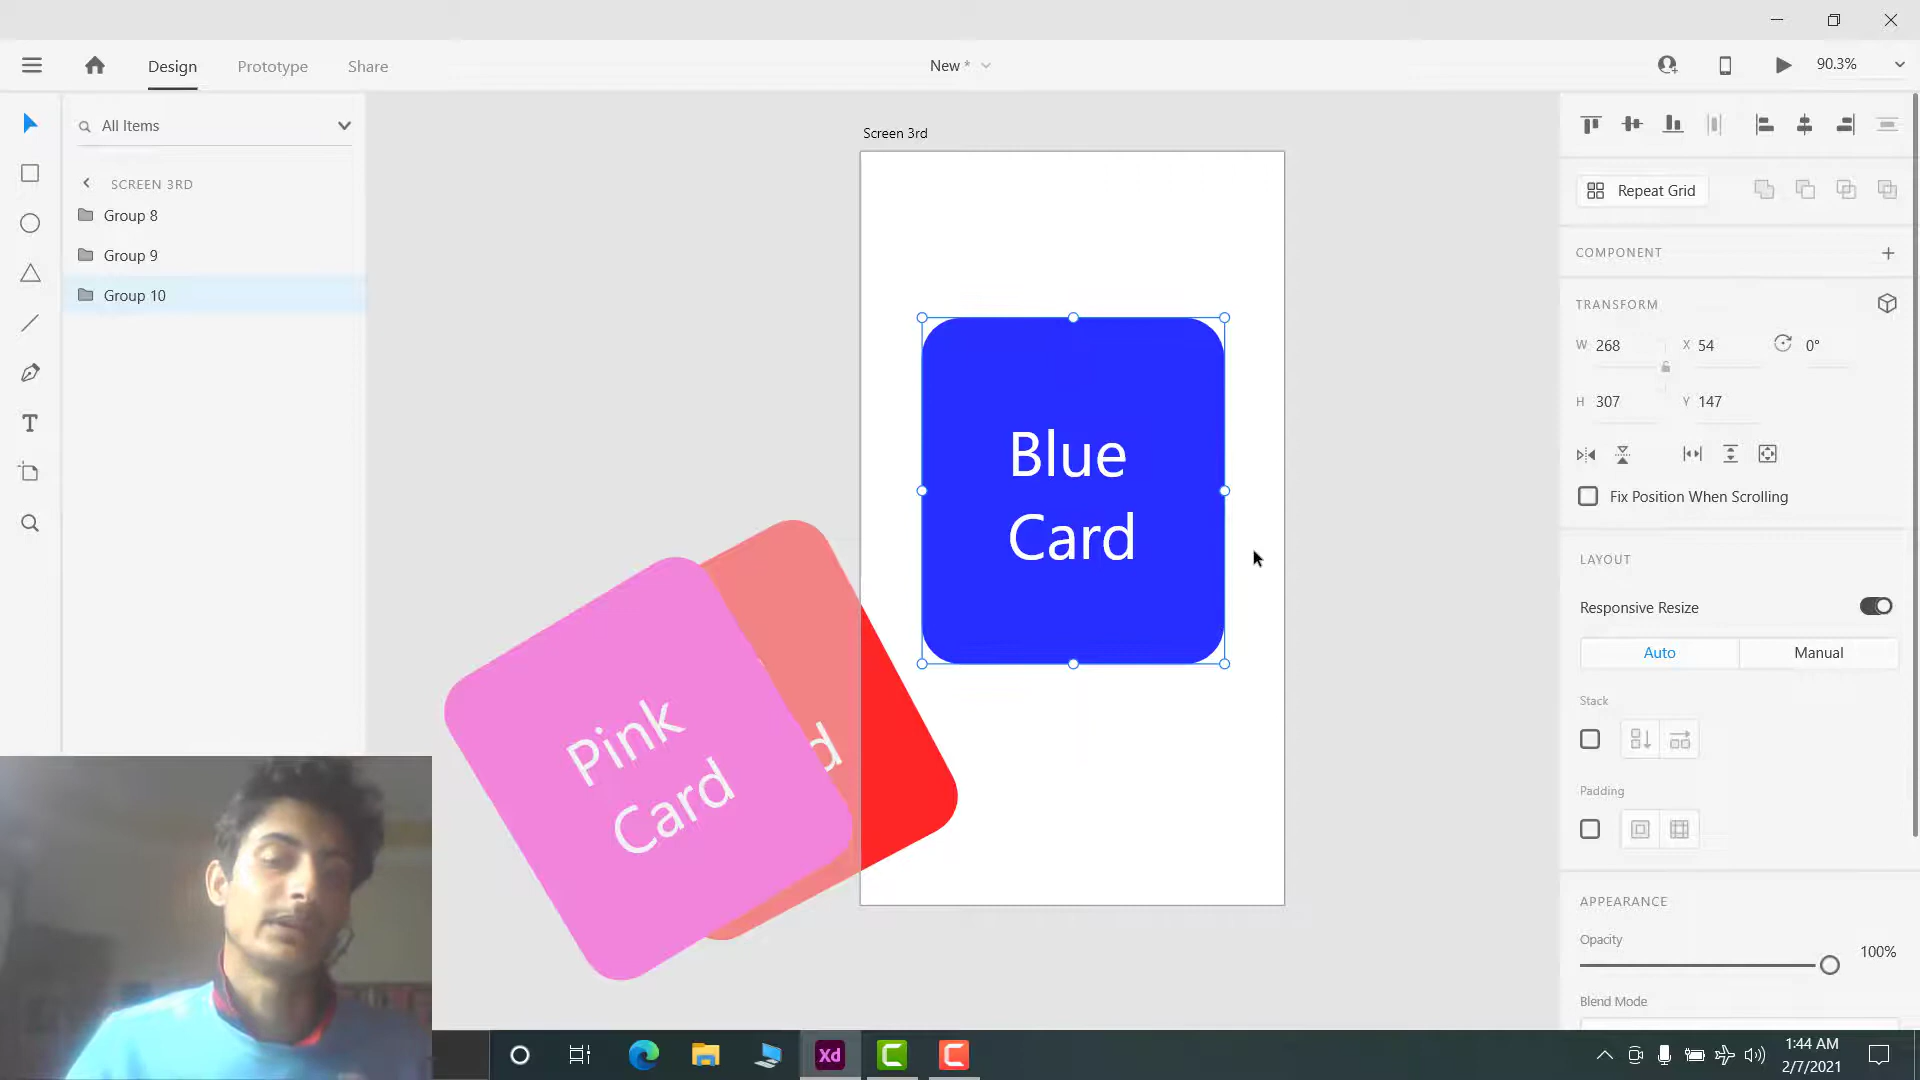 Design
Prototype
Share
New *
90.3%
All Items
SCREEN 3RD
Group 8
Group 9
Group 10
Screen 3rd
Blue
Card
Pink
Card
d
Repeat Grid
COMPONENT
TRANSFORM
W 268
X 54
0°
H 307
Y 147
Fix Position When Scrolling
LAYOUT
Responsive Resize
Auto
Manual
Stack
Padding
APPEARANCE
Opacity
100%
Blend Mode
T
Xd
1:44 AM
2/7/2021